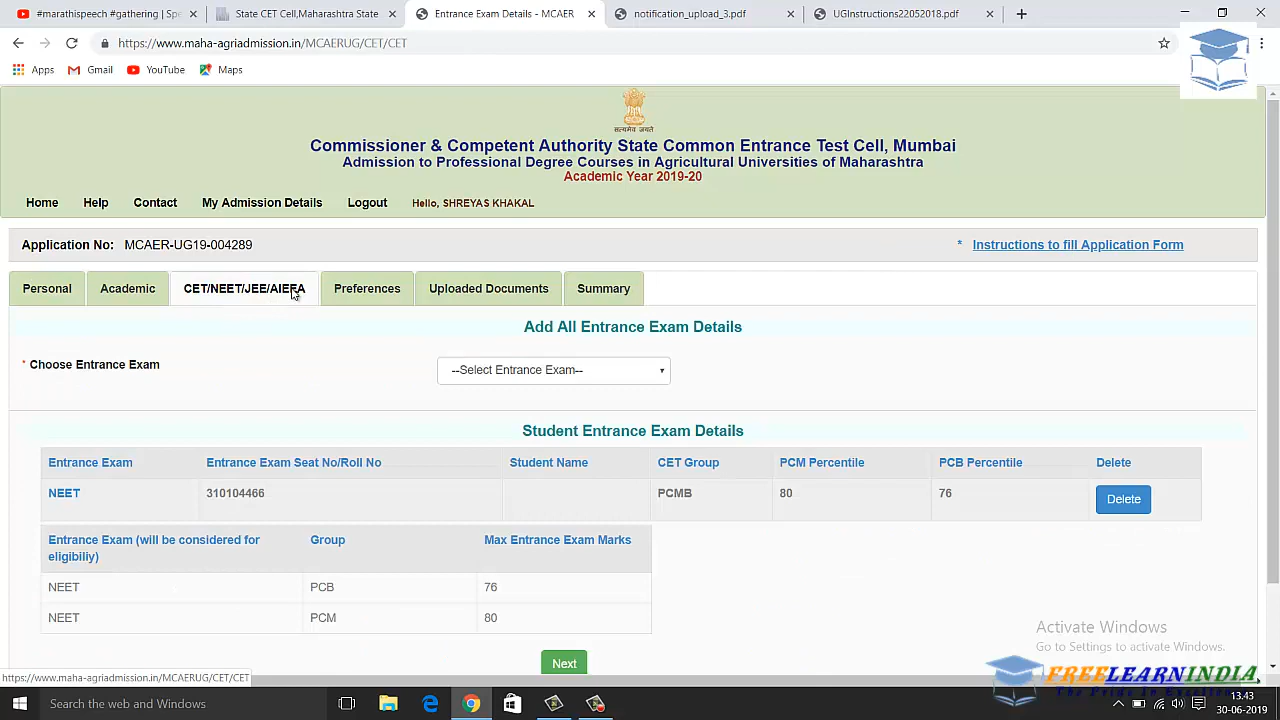 #marathispeech #gathering | Spe
State CET Cell,Maharashtra State
Entrance Exam Details - MCAER
notification_upload_3.pdf
UGInstructions22052018.pdf
https://www.maha-agriadmission.in/MCAERUG/CET/CET
Apps Gmail YouTube Maps
सत्यमेव जयते
Commissioner & Competent Authority State Common Entrance Test Cell, Mumbai
Admission to Professional Degree Courses in Agricultural Universities of Maharashtra
Academic Year 2019-20
Home Help Contact My Admission Details Logout Hello, SHREYAS KHAKAL
Application No: MCAER-UG19-004289 * Instructions to fill Application Form
Personal Academic CET/NEET/JEE/AIEEA Preferences Uploaded Documents Summary
Add All Entrance Exam Details
* Choose Entrance Exam --Select Entrance Exam--
Student Entrance Exam Details
Entrance Exam Entrance Exam Seat No/Roll No Student Name CET Group PCM Percentile PCB Percentile Delete
NEET 310104466 PCMB 80 76 Delete
Entrance Exam (will be considered for eligibiliy) Group Max Entrance Exam Marks
NEET PCB 76
NEET PCM 80
Next
Activate Windows
Go to Settings to activate Windows.
https://www.maha-agriadmission.in/MCAERUG/CET/CET
FREELEARNINDIA
The Pride in Excellence
Search the web and Windows
13.43
30-06-2019